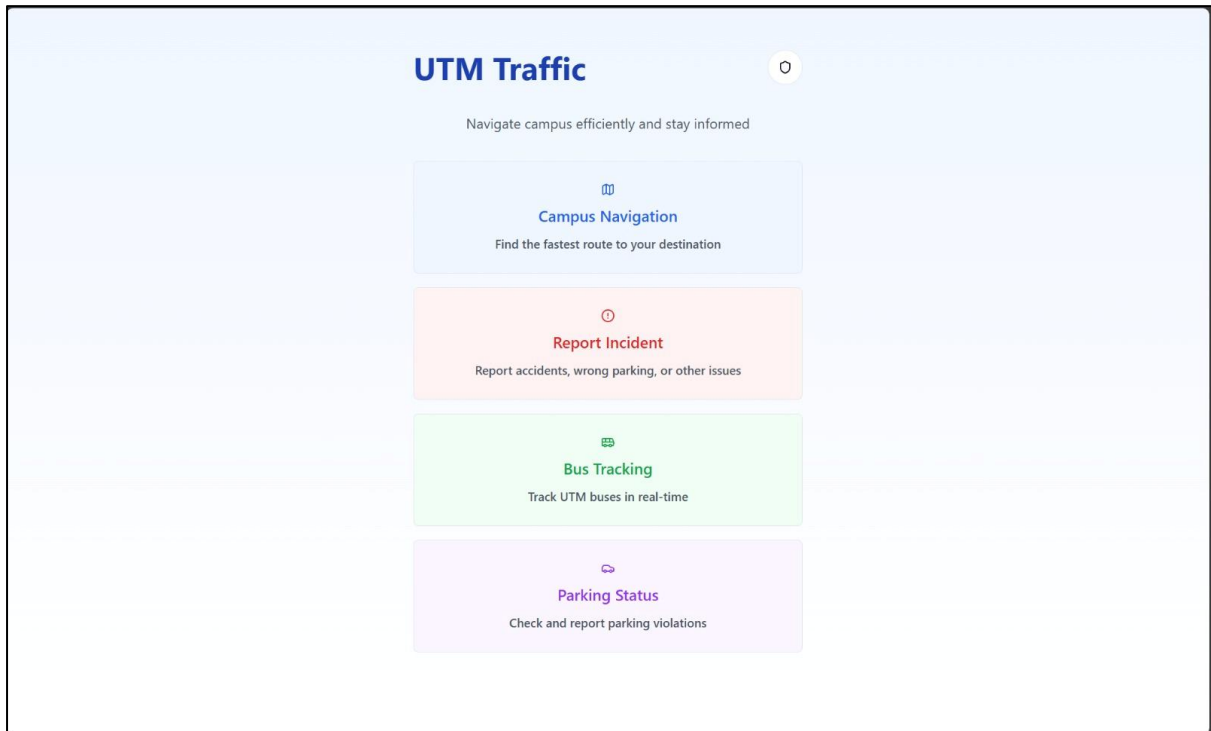 UTM Traffic
Navigate campus efficiently and stay informed
Campus Navigation
Find the fastest route to your destination
Report Incident
Report accidents, wrong parking, or other issues
Bus Tracking
Track UTM buses in real-time
Parking Status
Check and report parking violations